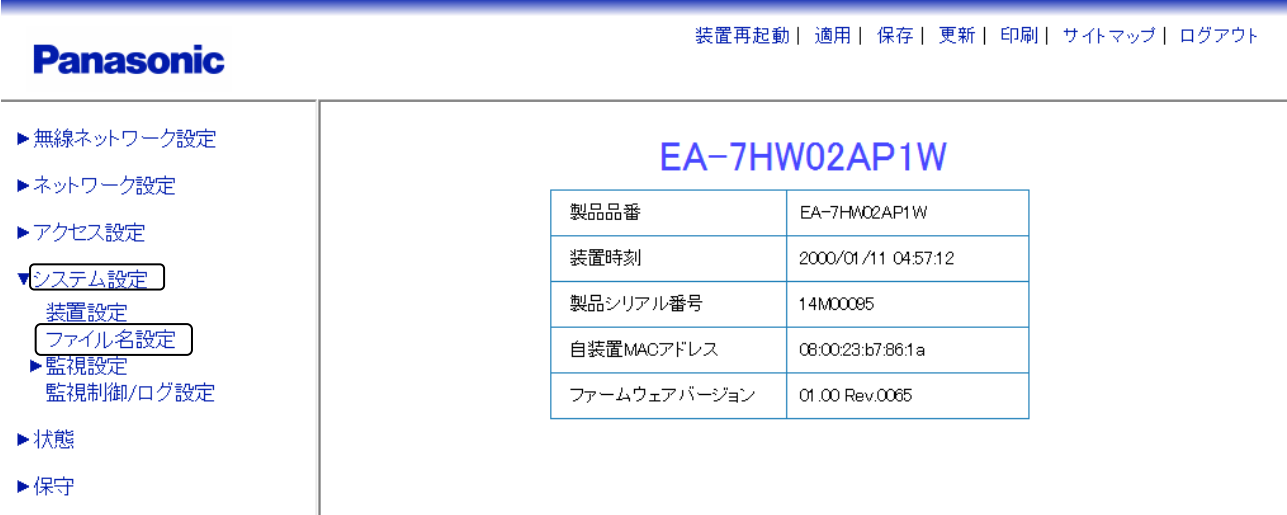 装置再起動| 適用| 保存| 更新| 印刷| サイトマップ| ログアウト
Panasonic
▶無線ネットワーク設定
▶ネットワーク設定
▶アクセス設定
▼システム設定
装置設定
ファイル名設定
▶監視設定
監視制御/ログ設定
▶状態
▶保守
EA-7HW02AP1W
製品品番 EA-7HW02AP1W
装置時刻 2000/01/11 04:57:12
製品シリアル番号 14M00095
自装置MACアドレス 08:00:23:b7:86:1a
ファームウェアバージョン 01.00 Rev.0065